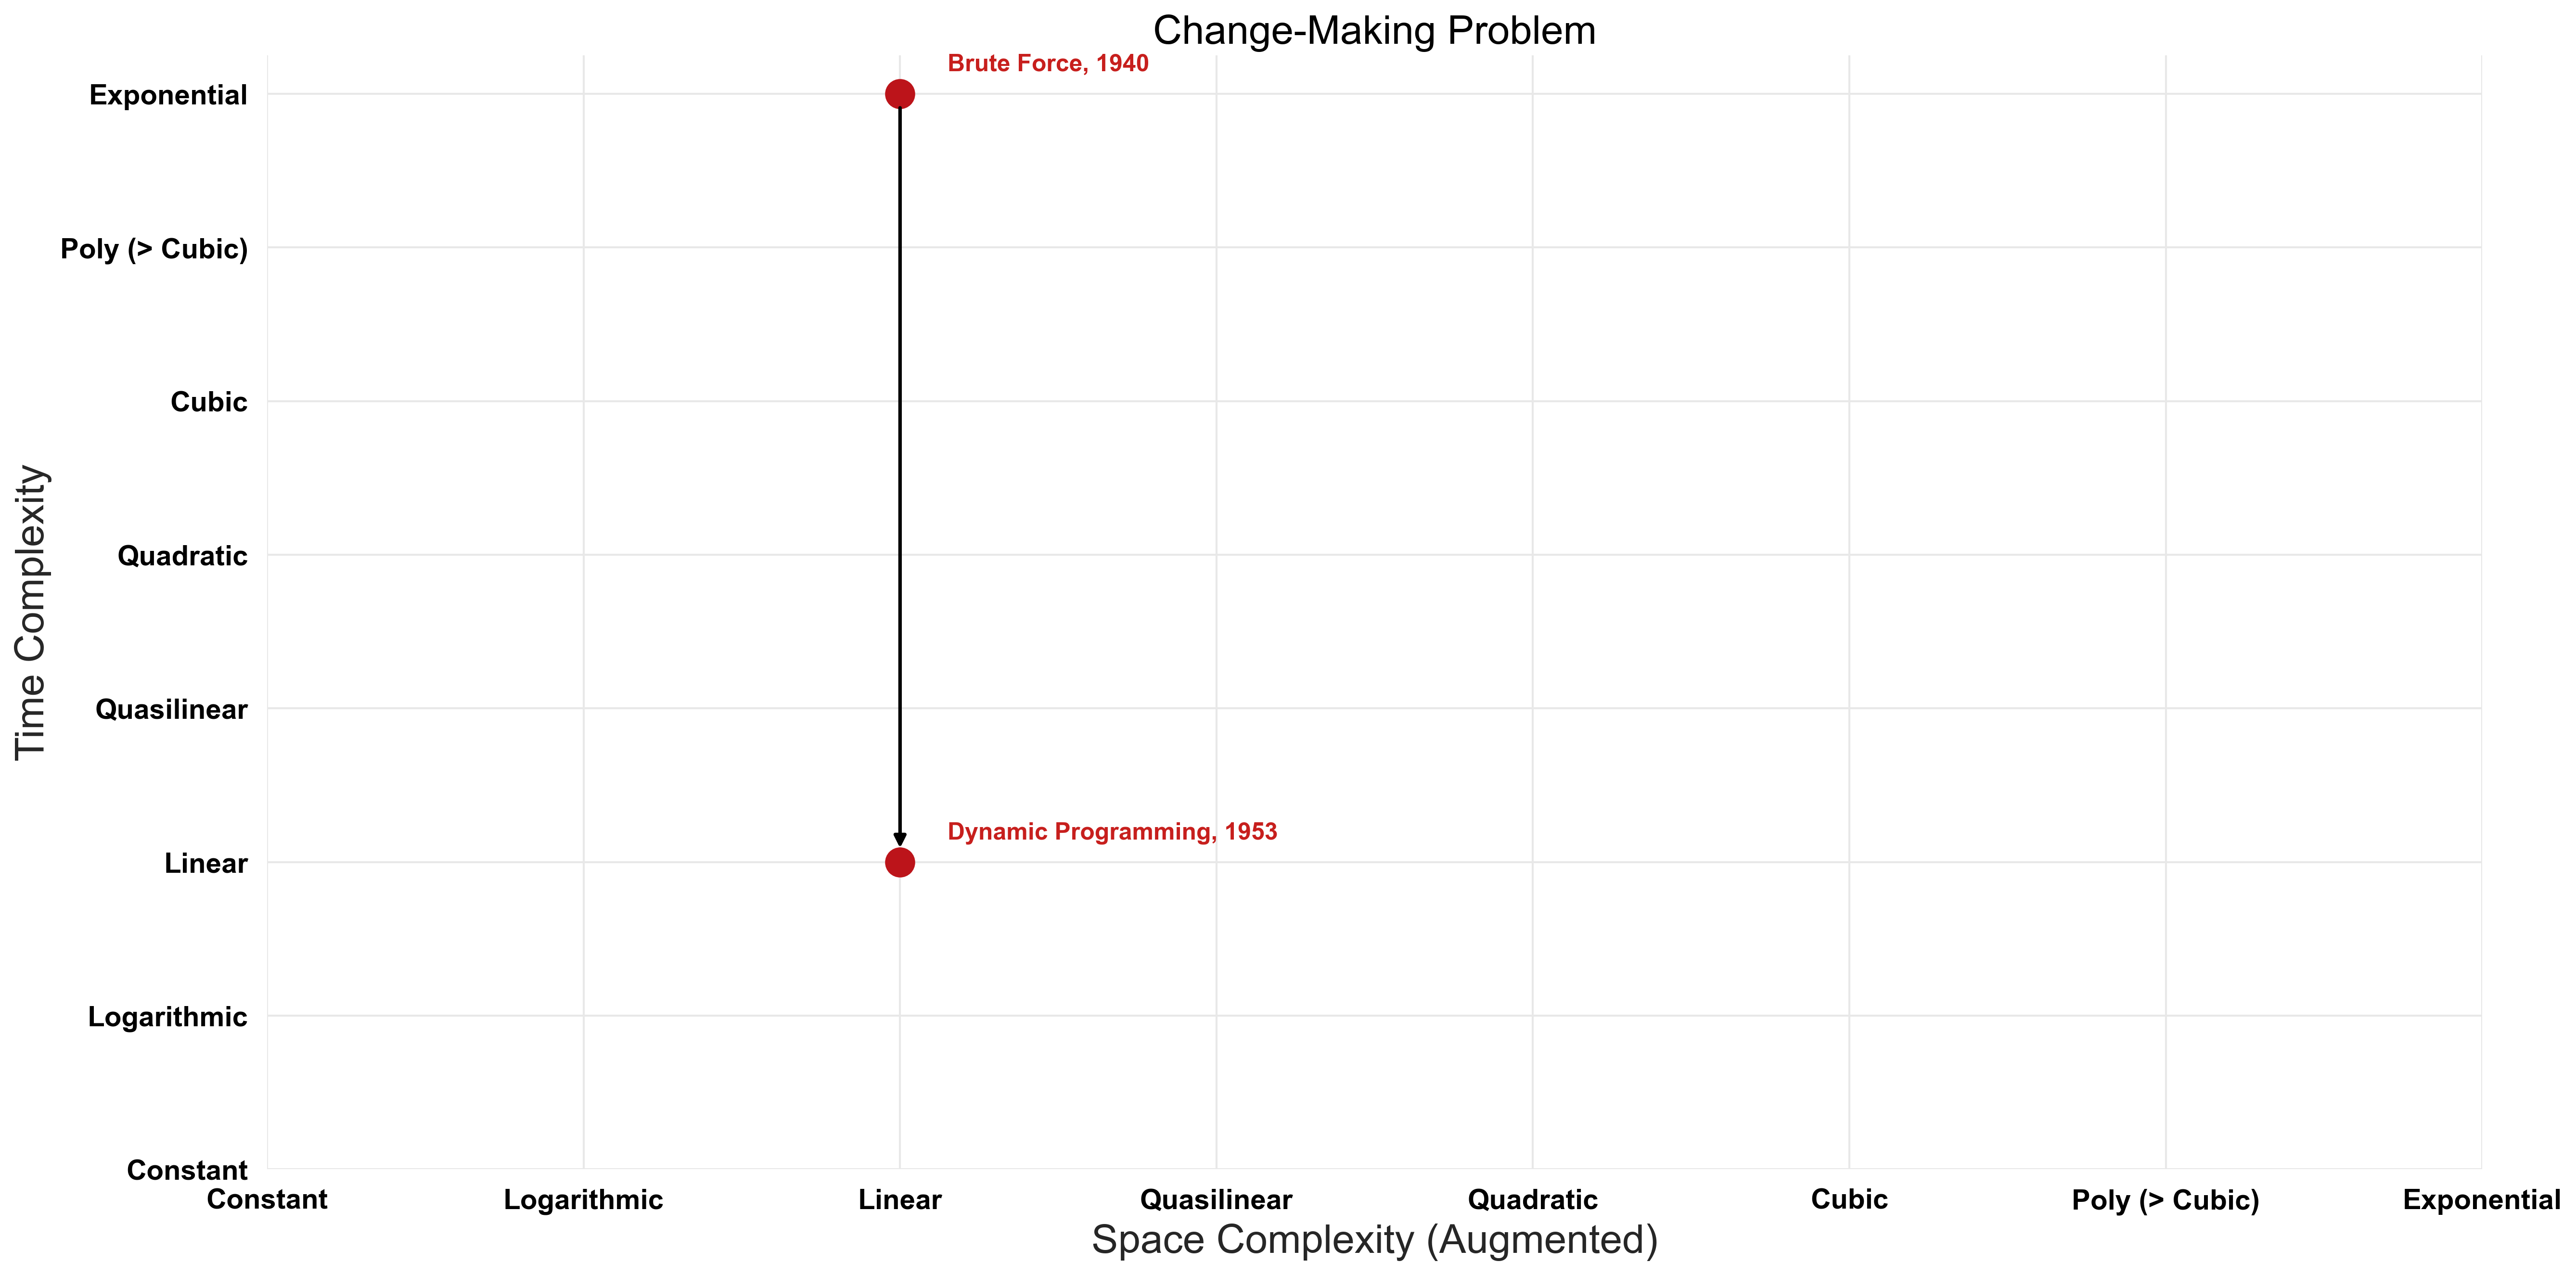 Change-Making Problem
Brute Force, 1940
Exponential
Poly (> Cubic)
Cubic
Quadratic
Quasilinear
Dynamic Programming, 1953
Linear
Logarithmic
Constant
Time Complexity
Constant Logarithmic Linear Quasilinear Quadratic Cubic Poly (> Cubic) Exponential
Space Complexity (Augmented)